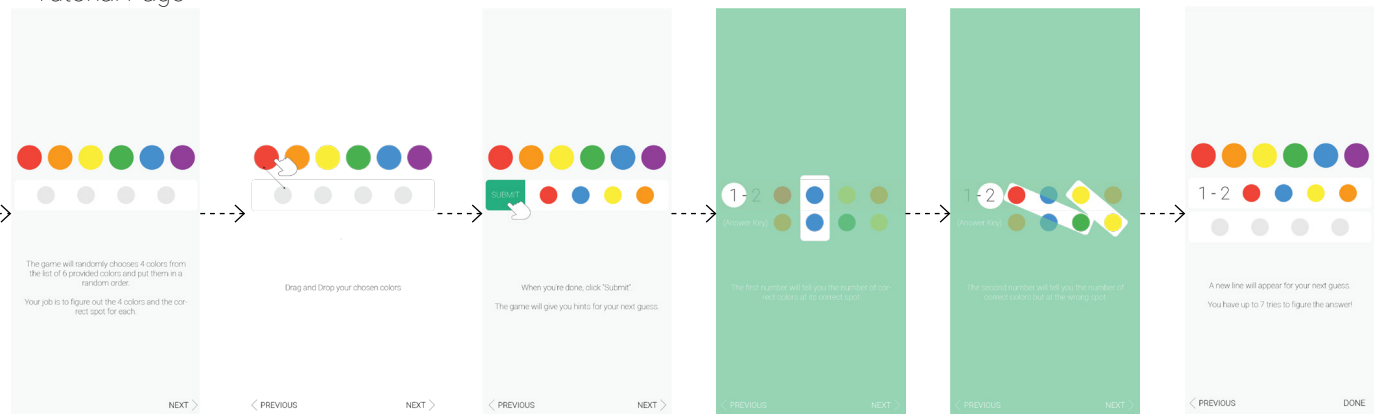 Tutorial Page
The game will randomly chooses 4 colors from
the list of 6 provided colors and put them in a
random order.
Your job is to figure out the 4 colors and the cor-
rect spot for each.
NEXT
Drag and Drop your chosen colors.
PREVIOUS
NEXT
SUBMIT
When you're done, click "Submit".
The game will give you hints for your next guess.
PREVIOUS
NEXT
1 - 2
(Answer Key)
The first number will tell you the number of cor-
rect colors at its correct spot
PREVIOUS
NEXT
1 - 2
(Answer Key)
The second number will tell you the number of
correct colors but at the wrong spot
PREVIOUS
NEXT
1 - 2
A new line will appear for your next guess.
You have up to 7 tries to figure the answer!
PREVIOUS
DONE